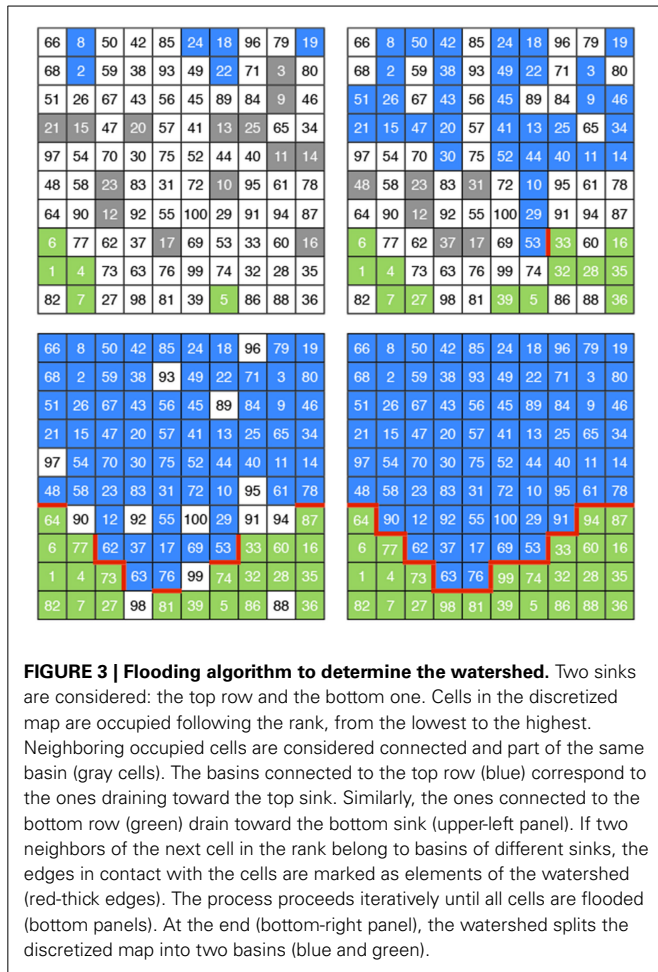 66 8 50 42 85 24 18 96 79 19
68 2 59 38 93 49 22 71 3 80
51 26 67 43 56 45 89 84 9 46
21 15 47 20 57 41 13 25 65 34
97 54 70 30 75 52 44 40 11 14
48 58 23 83 31 72 10 95 61 78
64 90 12 92 55 100 29 91 94 87
6 77 62 37 17 69 53 33 60 16
1 4 73 63 76 99 74 32 28 35
82 7 27 98 81 39 5 86 88 36
66 8 50 42 85 24 18 96 79 19
68 2 59 38 93 49 22 71 3 80
51 26 67 43 56 45 89 84 9 46
21 15 47 20 57 41 13 25 65 34
97 54 70 30 75 52 44 40 11 14
48 58 23 83 31 72 10 95 61 78
64 90 12 92 55 100 29 91 94 87
6 77 62 37 17 69 53 33 60 16
1 4 73 63 76 99 74 32 28 35
82 7 27 98 81 39 5 86 88 36
66 8 50 42 85 24 18 96 79 19
68 2 59 38 93 49 22 71 3 80
51 26 67 43 56 45 89 84 9 46
21 15 47 20 57 41 13 25 65 34
97 54 70 30 75 52 44 40 11 14
48 58 23 83 31 72 10 95 61 78
64 90 12 92 55 100 29 91 94 87
6 77 62 37 17 69 53 33 60 16
1 4 73 63 76 99 74 32 28 35
82 7 27 98 81 39 5 86 88 36
66 8 50 42 85 24 18 96 79 19
68 2 59 38 93 49 22 71 3 80
51 26 67 43 56 45 89 84 9 46
21 15 47 20 57 41 13 25 65 34
97 54 70 30 75 52 44 40 11 14
48 58 23 83 31 72 10 95 61 78
64 90 12 92 55 100 29 91 94 87
6 77 62 37 17 69 53 33 60 16
1 4 73 63 76 99 74 32 28 35
82 7 27 98 81 39 5 86 88 36
FIGURE 3 | Flooding algorithm to determine the watershed. Two sinks
are considered: the top row and the bottom one. Cells in the discretized
map are occupied following the rank, from the lowest to the highest.
Neighboring occupied cells are considered connected and part of the same
basin (gray cells). The basins connected to the top row (blue) correspond to
the ones draining toward the top sink. Similarly, the ones connected to the
bottom row (green) drain toward the bottom sink (upper-left panel). If two
neighbors of the next cell in the rank belong to basins of different sinks, the
edges in contact with the cells are marked as elements of the watershed
(red-thick edges). The process proceeds iteratively until all cells are flooded
(bottom panels). At the end (bottom-right panel), the watershed splits the
discretized map into two basins (blue and green).